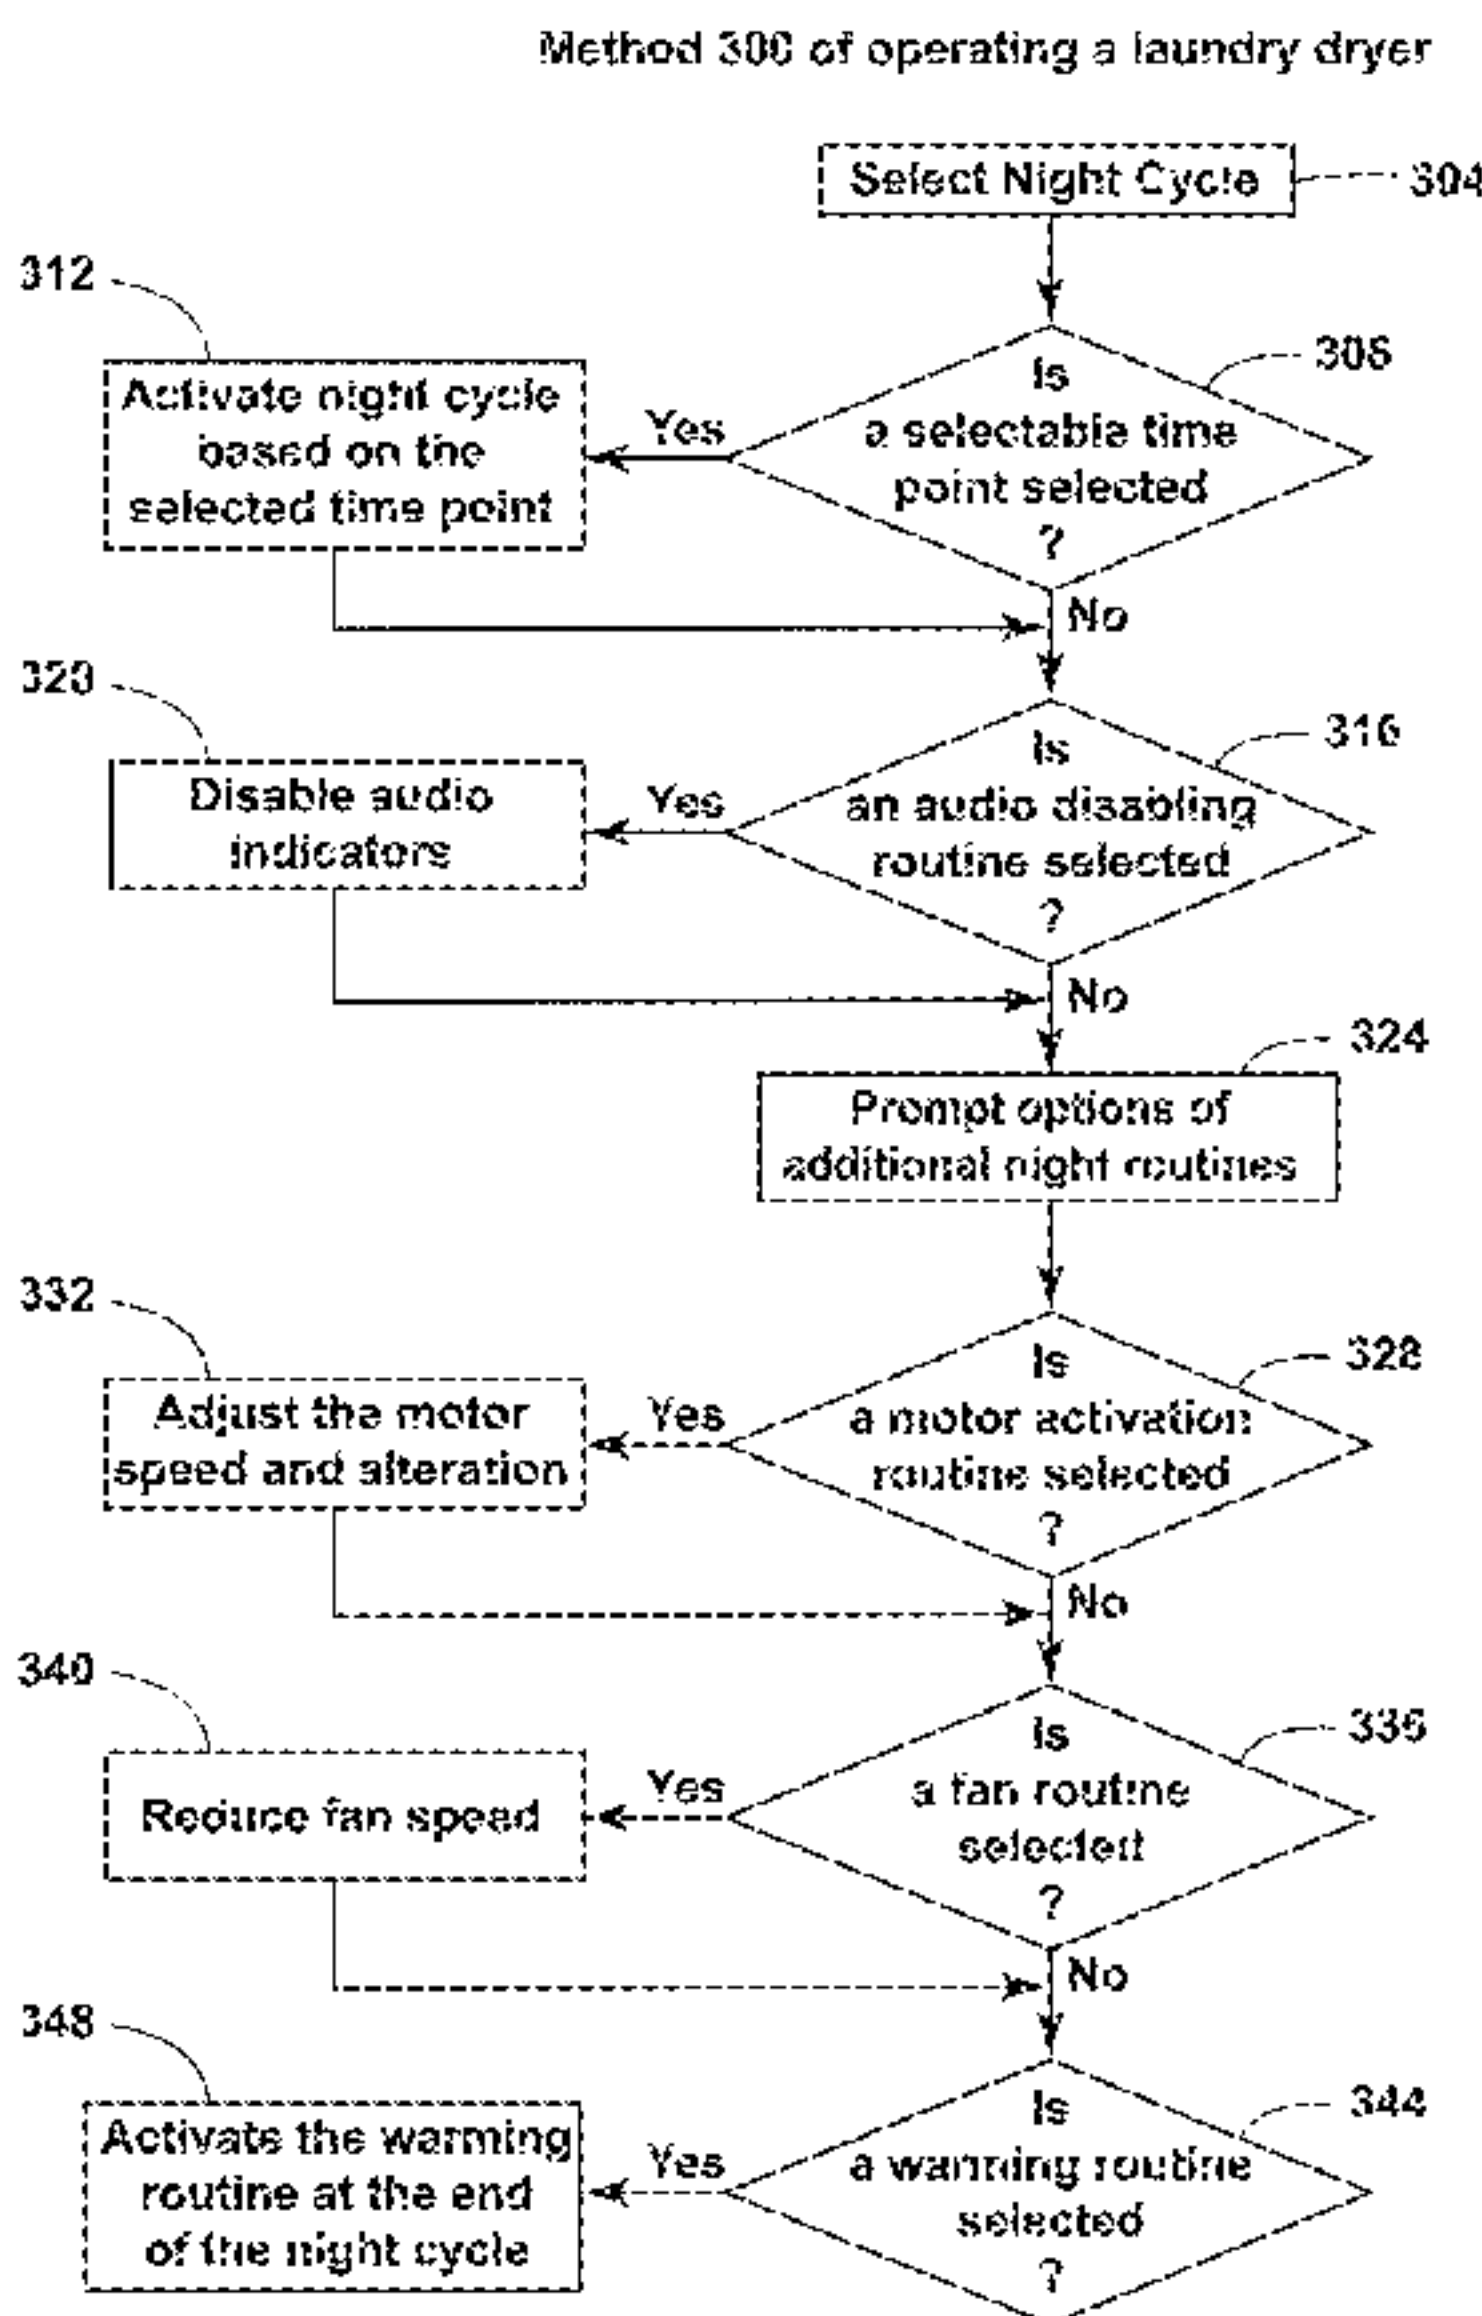 Method 300 of operating a laundry dryer
Select Night Cycle
304
312
Activate night cycle
based on the
selected time point
Yes
Is
a selectable time
point selected
?
308
No
320
Disable audio
indicators
Yes
Is
an audio disabling
routine selected
?
316
No
324
Prompt options of
additional night routines
332
Adjust the motor
speed and alteration
Yes
Is
a motor activation
routine selected
?
328
No
340
Reduce fan speed
Yes
Is
a fan routine
selected
?
336
No
348
Activate the warming
routine at the end
of the night cycle
Yes
Is
a warming routine
selected
?
344